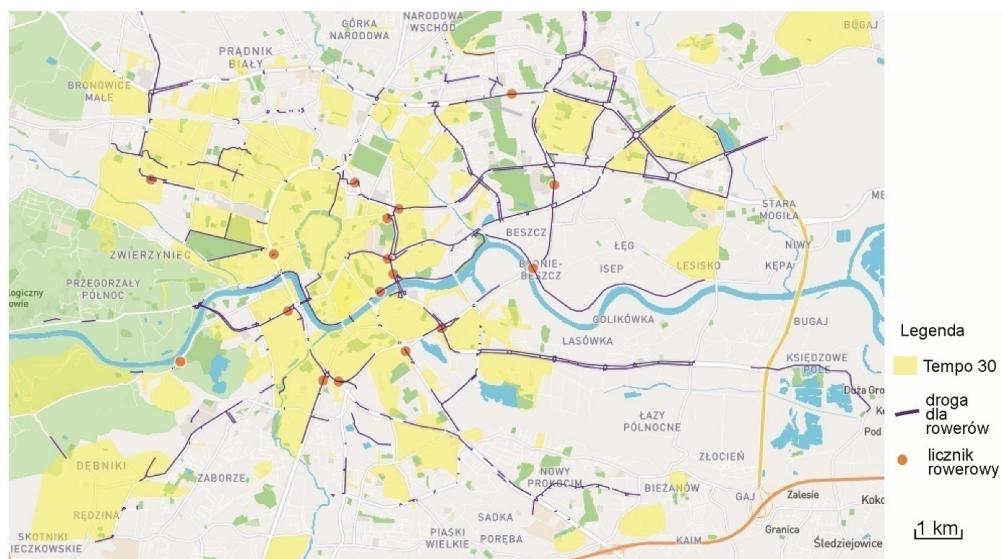 NARODOWA
WSCHÓD
GÓRKA
NARODOWA
BUGAJ
PRĄDNIK
BIAŁY
BRONOWICE
MAŁE
STARA
MOGIŁA
ZWIERZYNIEC
BESZCZ
ŁĘG
NIWY
ISEP
LESISKO
KĘPA
PRZEGORZAŁY
PÓŁNOC
GOLIKÓWKA
BUGAJ
LASÓWKA
KSIĘDZOWE
POLE
Duża Gro
ŁAZY
PÓŁNOCNE
Pod
DĘBNIKI
ZABORZE
ZŁOCIEŃ
NOWY
PROKOCIM
BIEŻANÓW
GAJ
Zalesie
Koko
RĘDZINA
SADKA
SKOTNIKI
PIASKI
WIELKIE
PORĘBA
KAIM
Granica
Śledziejowice
Legenda
Tempo 30
droga
dla
rowerów
licznik
rowerowy
1 km